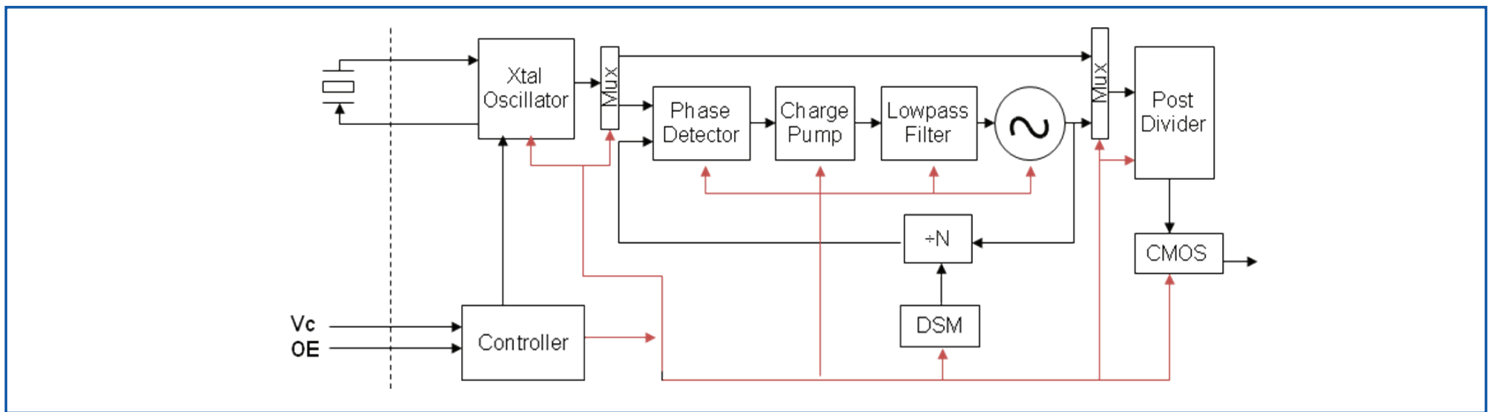 Xtal
Oscillator
Mux
Phase
Detector
Charge
Pump
Lowpass
Filter
Mux
Post
Divider
÷N
CMOS
DSM
Vc
OE
Controller